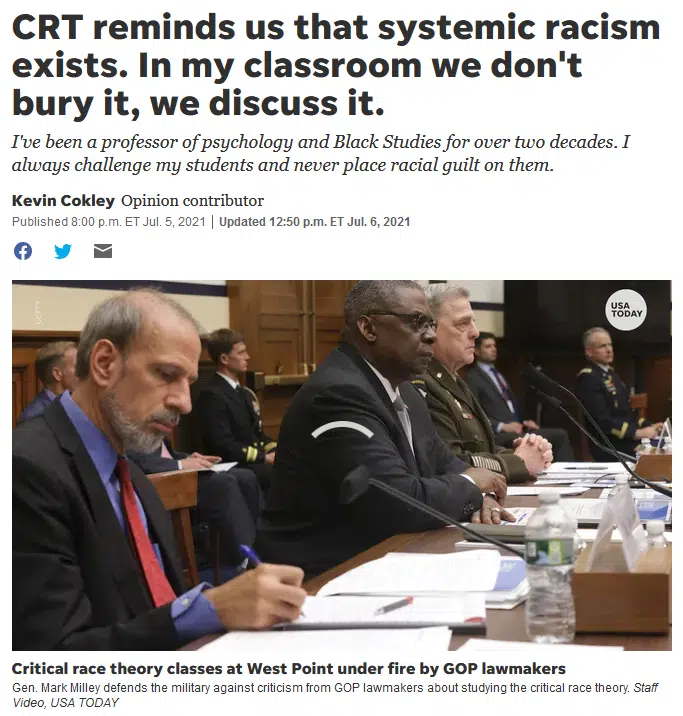 CRT reminds us that systemic racism
exists. In my classroom we don't
bury it, we discuss it.
I've been a professor of psychology and Black Studies for over two decades. I
always challenge my students and never place racial guilt on them.
Kevin Cokley Opinion contributor
Published 8:00 p.m. ET Jul. 5, 2021 | Updated 12:50 p.m. ET Jul. 6, 2021
GETTY
USA
TODAY
Critical race theory classes at West Point under fire by GOP lawmakers
Gen. Mark Milley defends the military against criticism from GOP lawmakers about studying the critical race theory. Staff
Video, USA TODAY